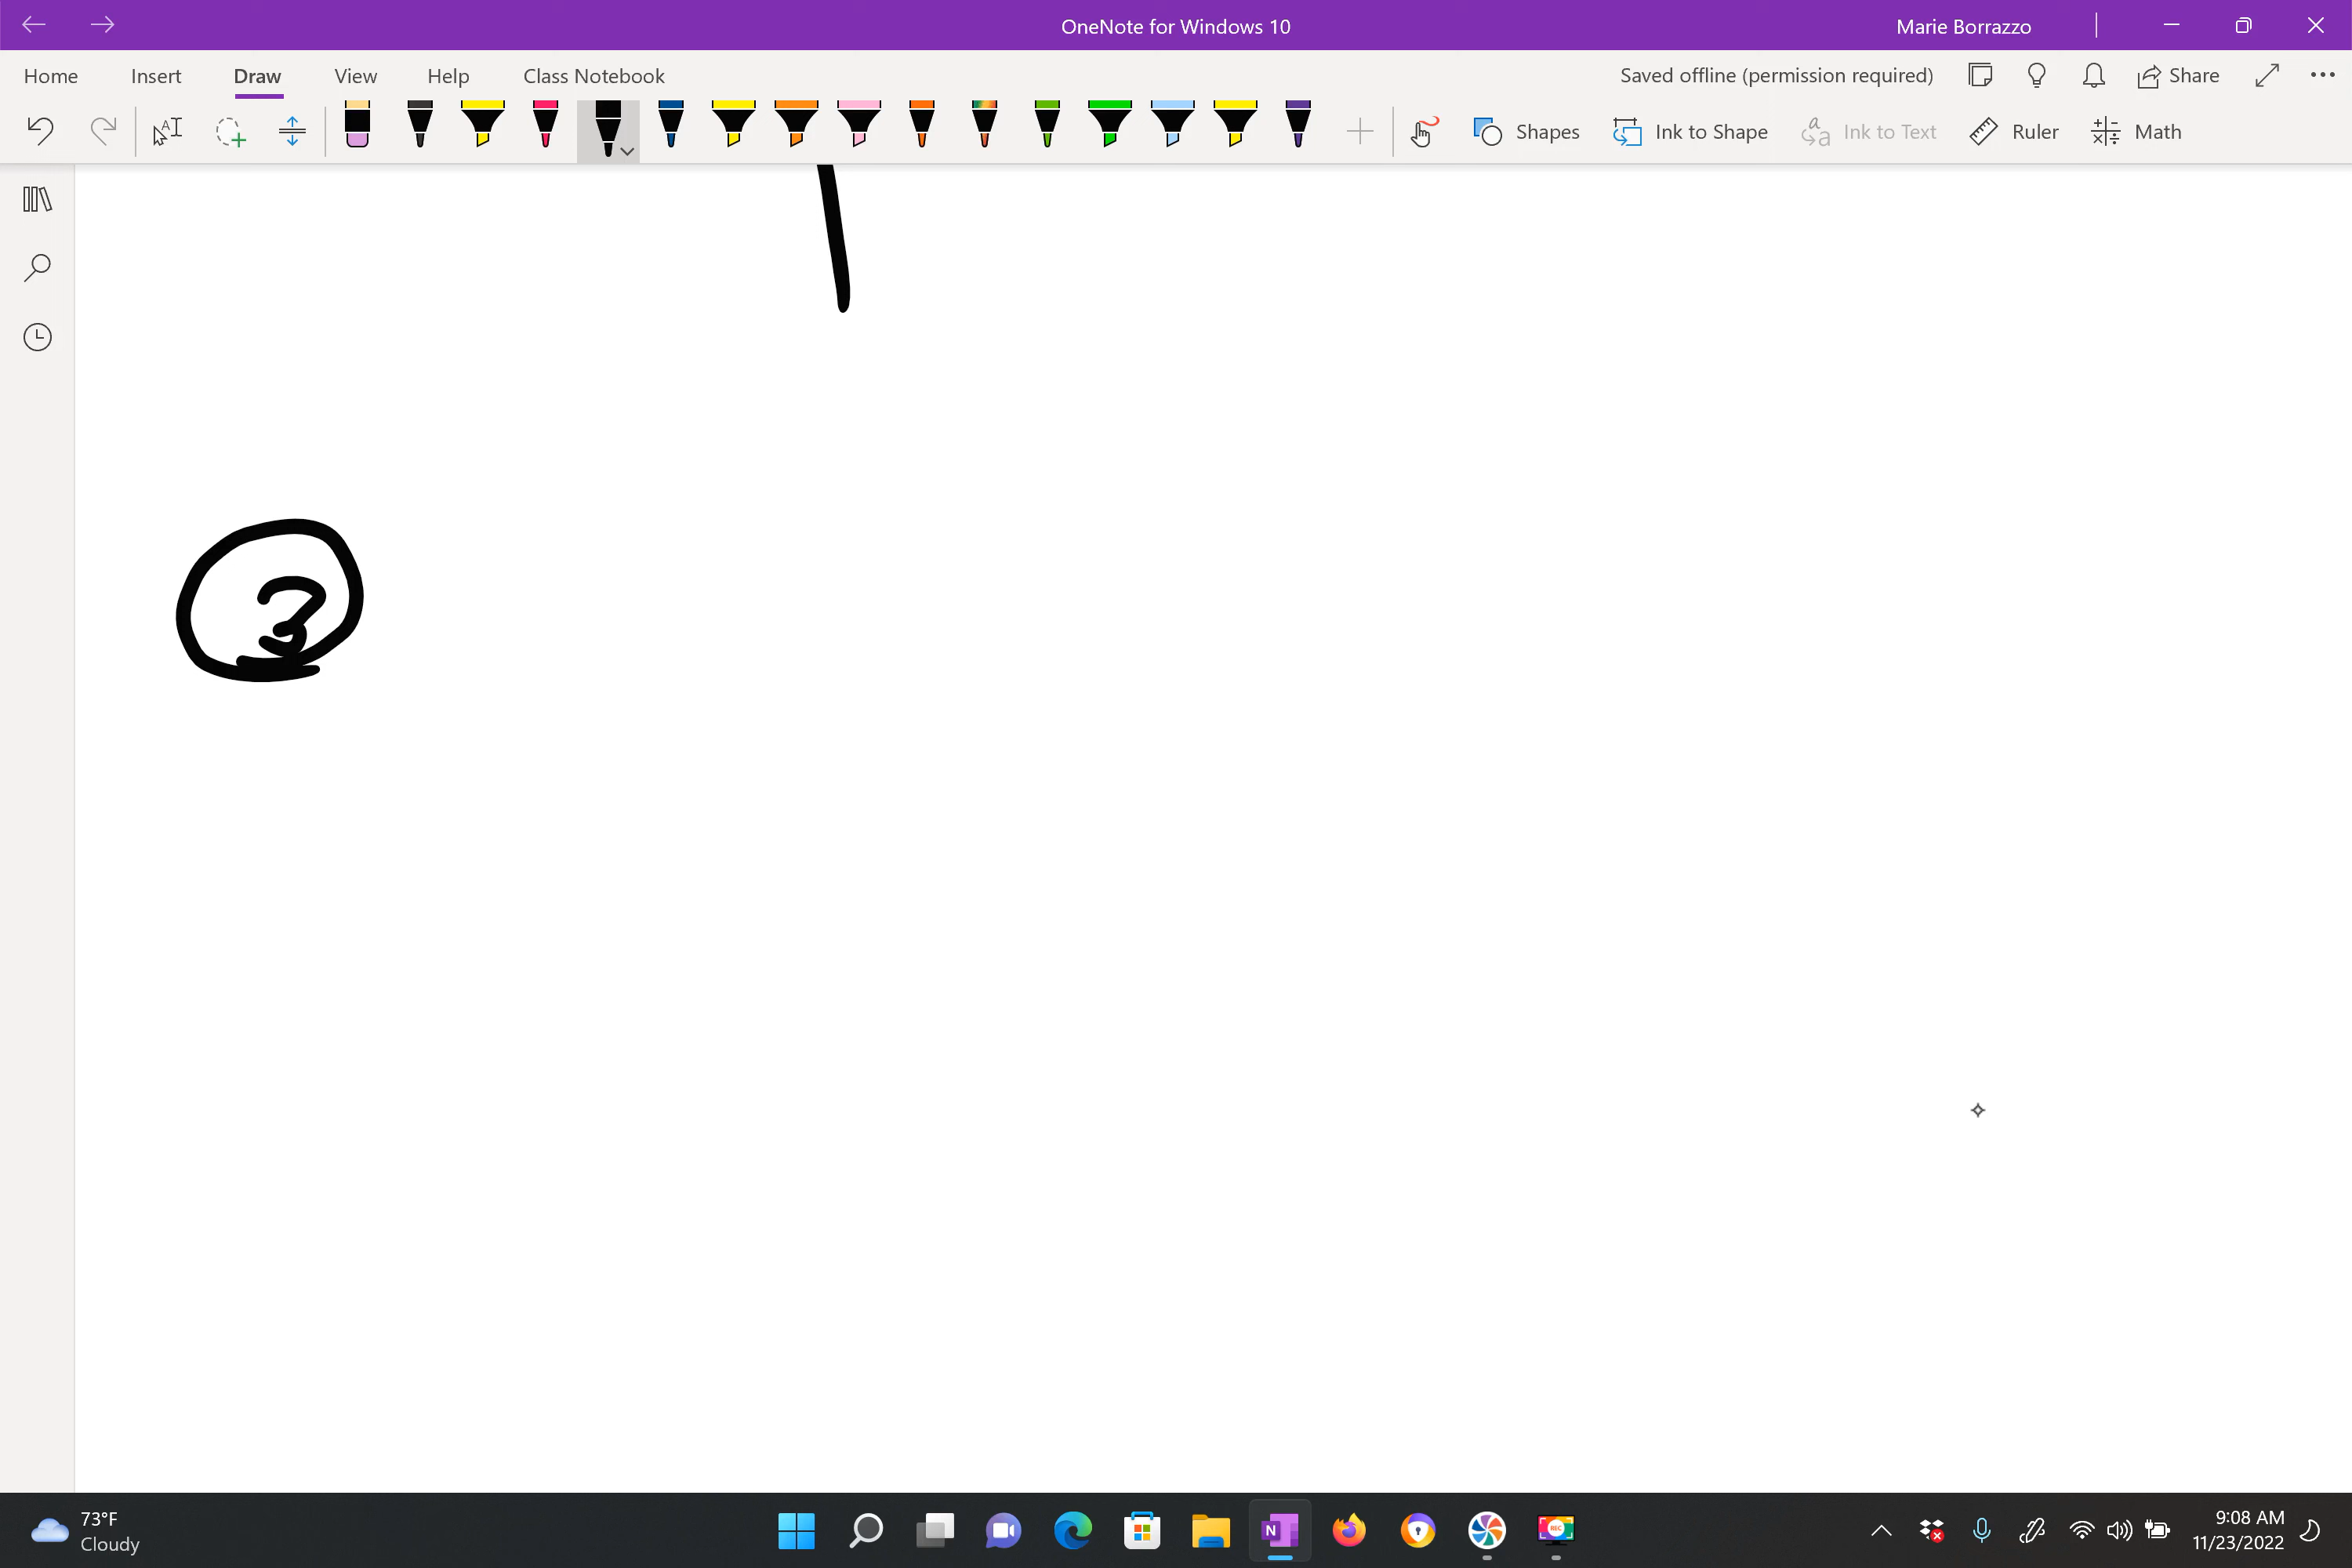 OneNote for Windows 10
Marie Borrazzo
Home Insert Draw View Help Class Notebook
Saved offline (permission required) Share
Shapes Ink to Shape Ink to Text Ruler Math
3
73°F
Cloudy
9:08 AM
11/23/2022